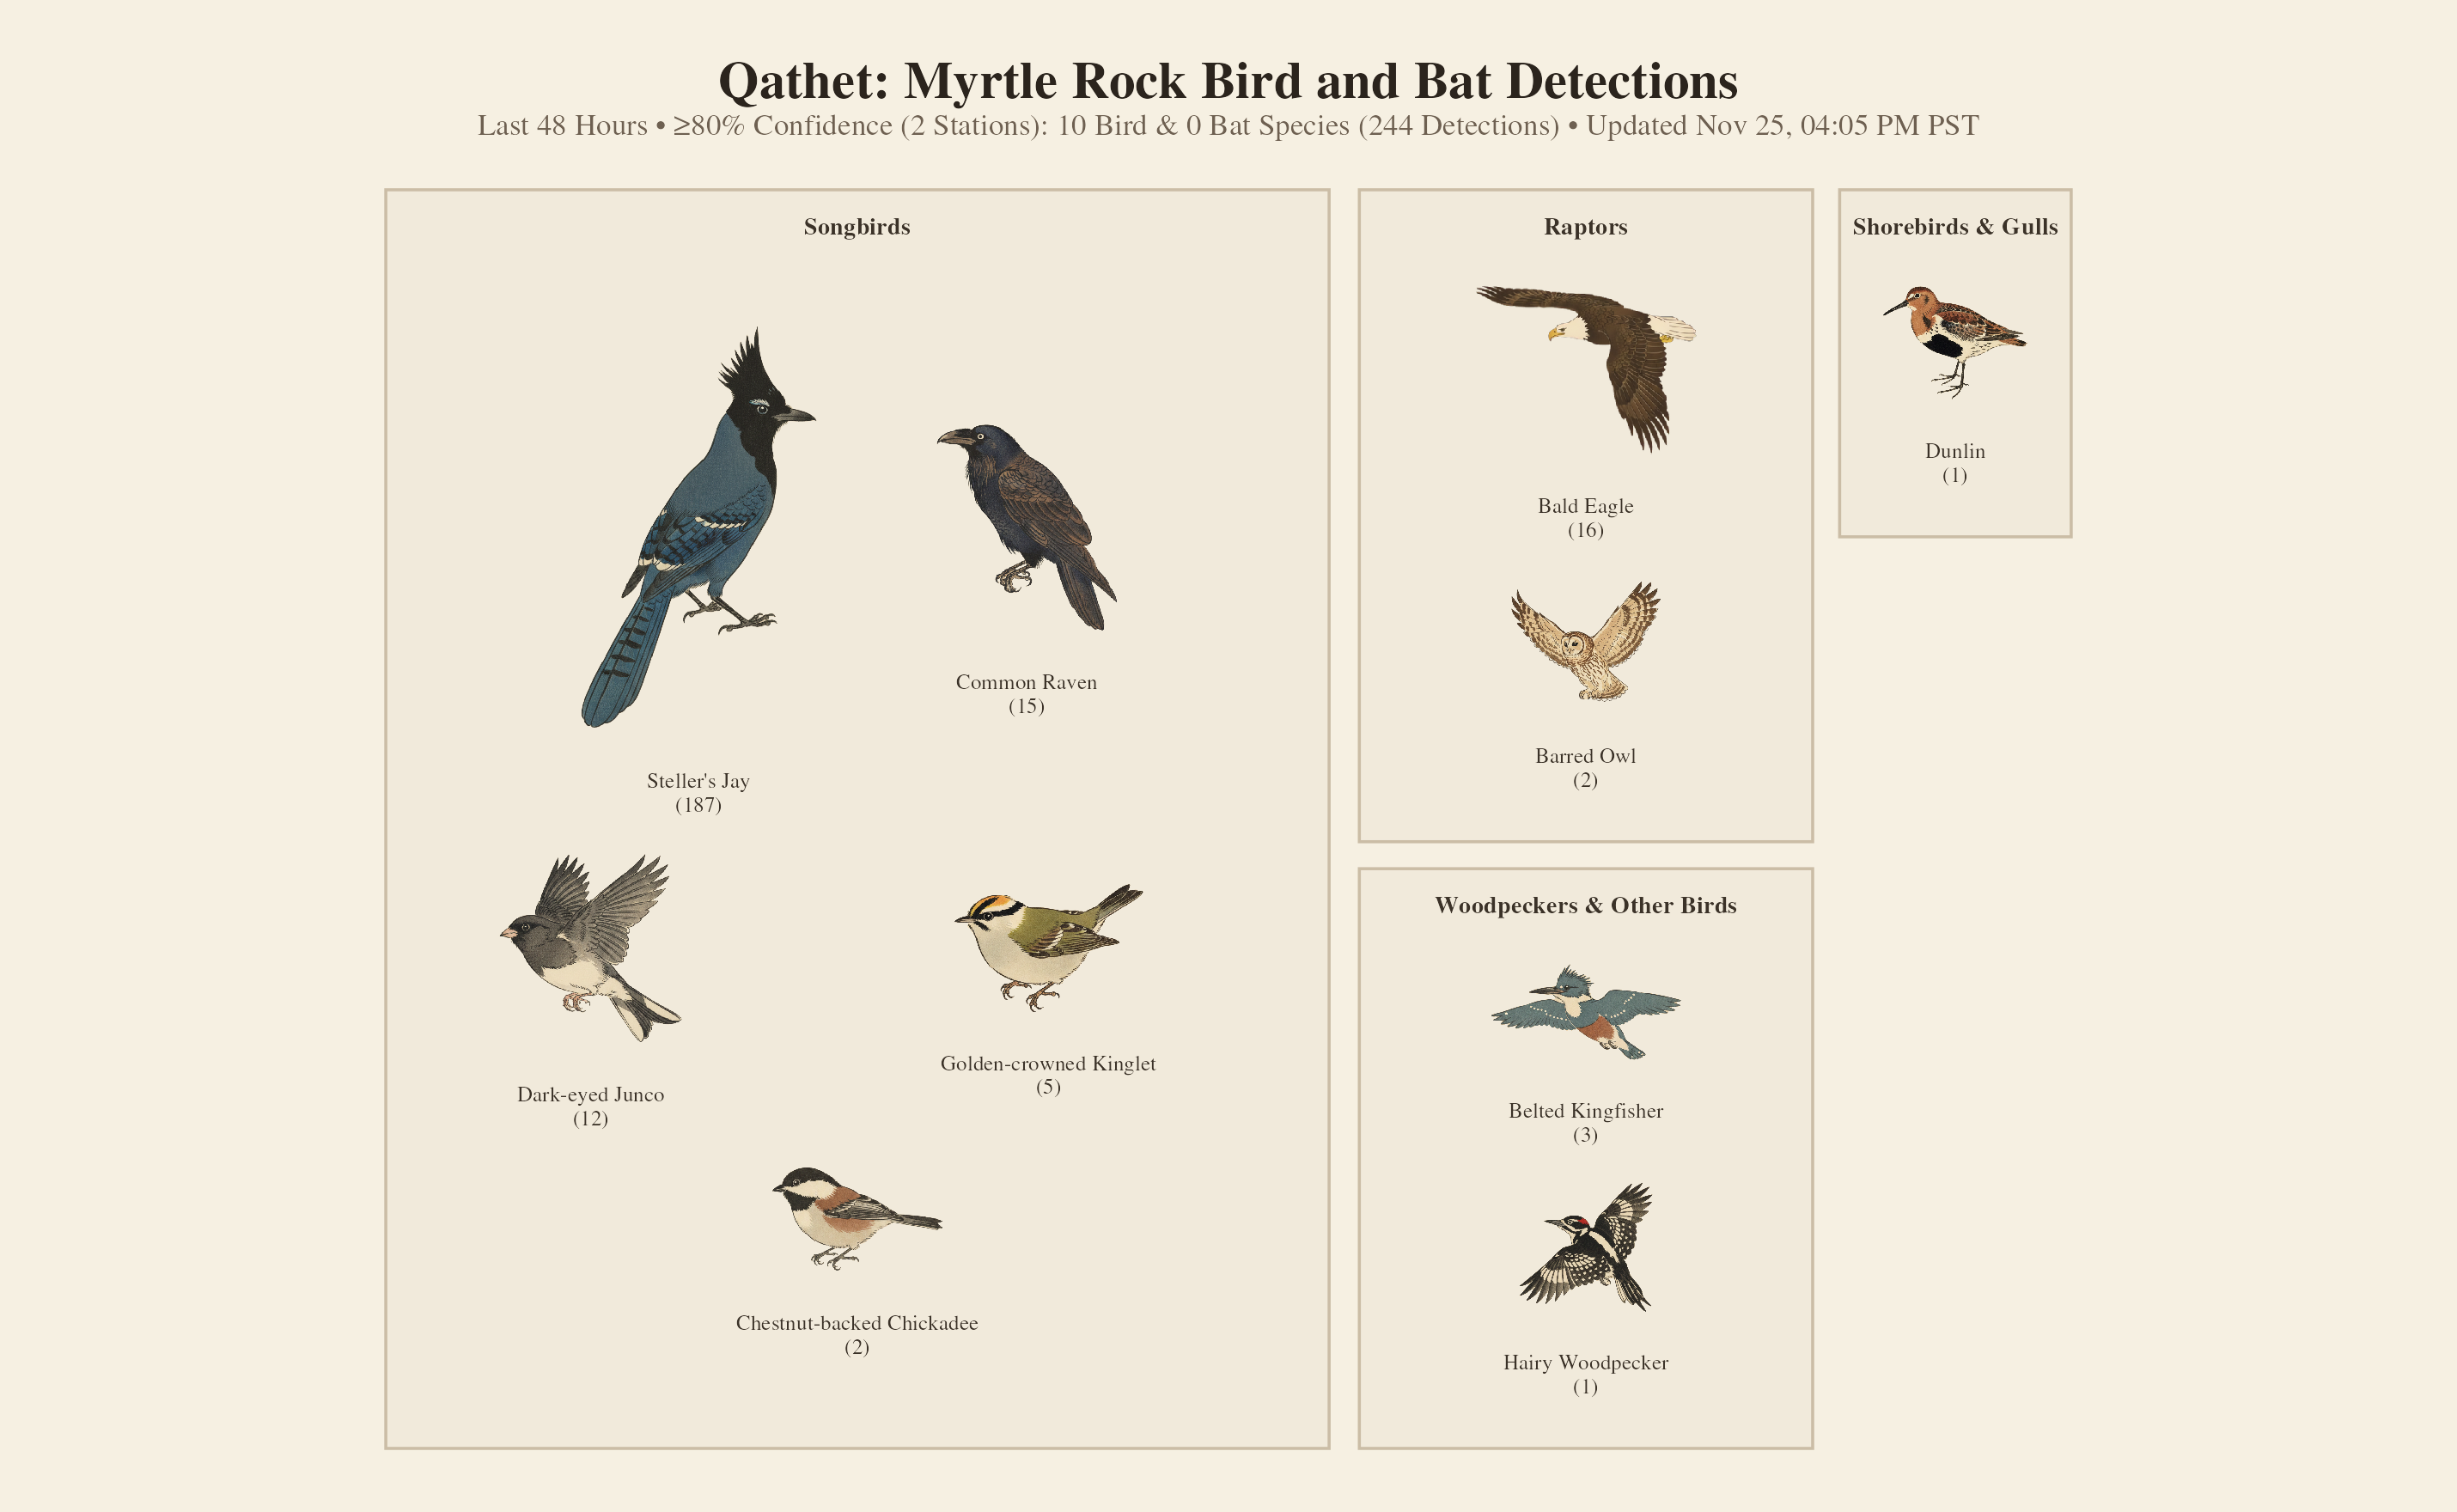 Qathet: Myrtle Rock Bird and Bat Detections
Last 48 Hours • ≥80% Confidence (2 Stations): 10 Bird & 0 Bat Species (244 Detections) • Updated Nov 25, 04:05 PM PST
Songbirds
Steller's Jay
(187)
Common Raven
(15)
Dark-eyed Junco
(12)
Golden-crowned Kinglet
(5)
Chestnut-backed Chickadee
(2)
Raptors
Bald Eagle
(16)
Barred Owl
(2)
Woodpeckers & Other Birds
Belted Kingfisher
(3)
Hairy Woodpecker
(1)
Shorebirds & Gulls
Dunlin
(1)